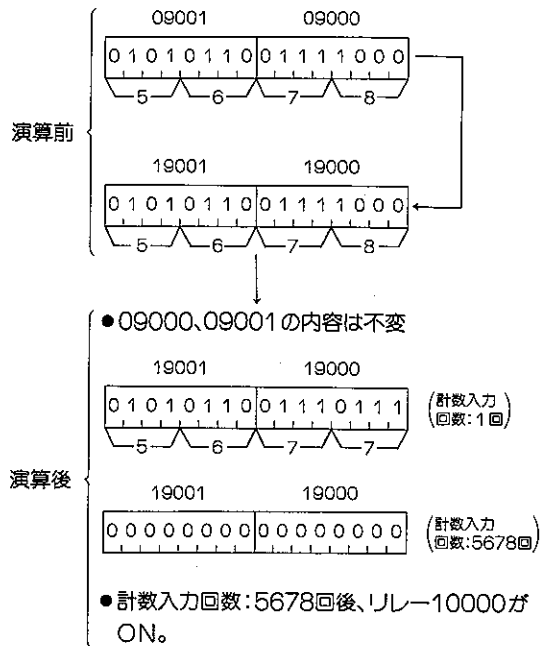 09001 09000
0 1 0 1 0 1 1 0 0 1 1 1 1 0 0 0
5 6 7 8
演算前
19001 19000
0 1 0 1 0 1 1 0 0 1 1 1 1 0 0 0
5 6 7 8
●09000、09001の内容は不変
19001 19000
0 1 0 1 0 1 1 0 0 1 1 1 0 1 1 1
(計数入力
回数:1回)
5 6 7 7
演算後
19001 19000
0 0 0 0 0 0 0 0 0 0 0 0 0 0 0 0
(計数入力
回数:5678回)
●計数入力回数:5678回後、リレー10000が
ON。